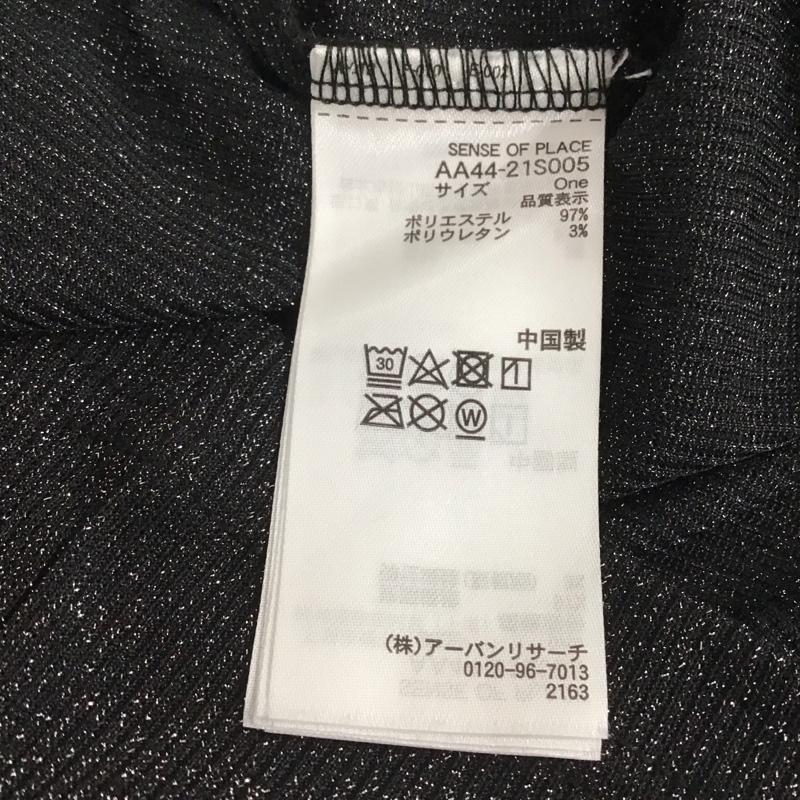 SENSE OF PLACE
AA44-21S005
サイズ One
品質表示
ポリエステル 97%
ポリウレタン 3%
中国製
30
W
(株)アーバンリサーチ
0120-96-7013
2163